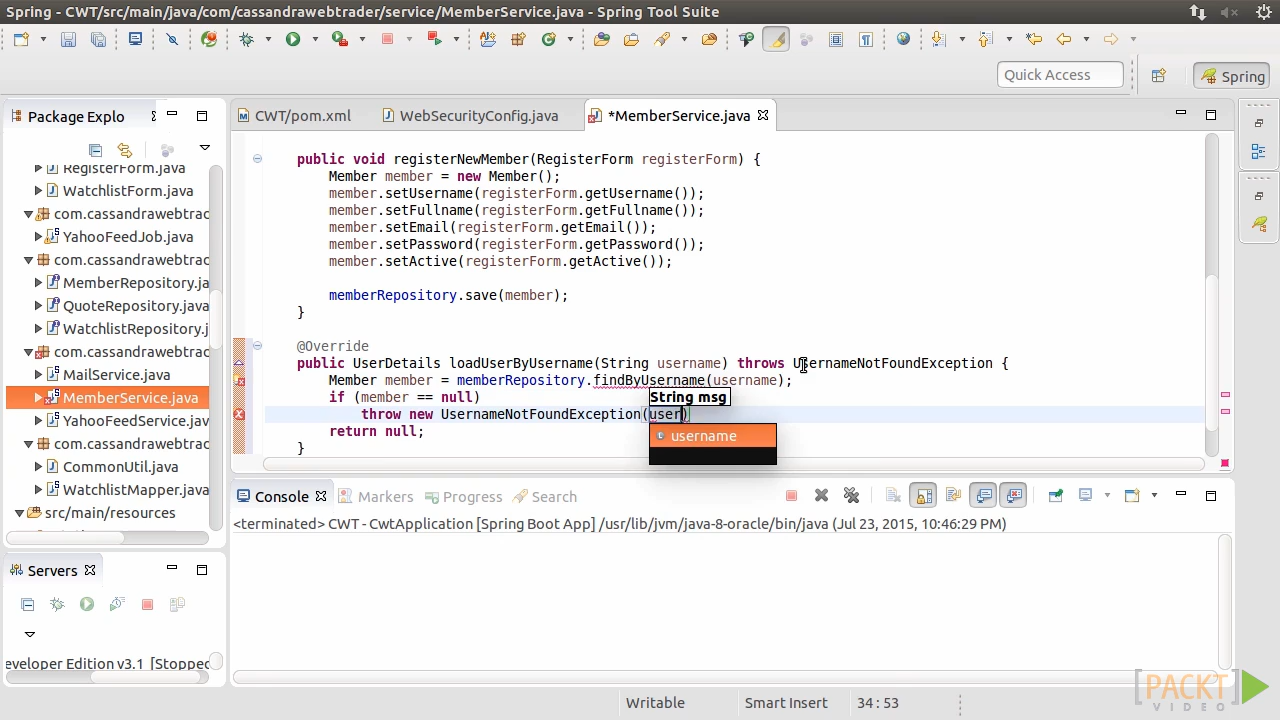 Spring - CWT/src/main/java/com/cassandrawebtrader/service/MemberService.java - Spring Tool Suite
Quick Access
Spring
Package Explo
CWT/pom.xml
WebSecurityConfig.java
*MemberService.java
RegisterForm.java
WatchlistForm.java
com.cassandrawebtrac
YahooFeedJob.java
com.cassandrawebtrac
MemberRepository.ja
QuoteRepository.java
WatchlistRepository.j
com.cassandrawebtrac
MailService.java
MemberService.java
YahooFeedService.java
com.cassandrawebtrac
CommonUtil.java
WatchlistMapper.java
src/main/resources
public void registerNewMember(RegisterForm registerForm) {
Member member = new Member();
member.setUsername(registerForm.getUsername());
member.setFullname(registerForm.getFullname());
member.setEmail(registerForm.getEmail());
member.setPassword(registerForm.getPassword());
member.setActive(registerForm.getActive());
memberRepository.save(member);
}
@Override
public UserDetails loadUserByUsername(String username) throws UsernameNotFoundException {
Member member = memberRepository.findByUsername(username);
if (member == null)
String msg
throw new UsernameNotFoundException(user)
username
return null;
}
Console
Markers
Progress
Search
<terminated> CWT - CwtApplication [Spring Boot App] /usr/lib/jvm/java-8-oracle/bin/java (Jul 23, 2015, 10:46:29 PM)
Servers
eveloper Edition v3.1 [Stopped
Writable
Smart Insert
34 : 53
PACKT
VIDEO